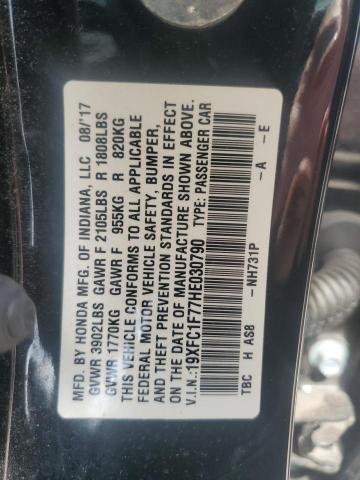 MFD. BY HONDA MFG. OF INDIANA, LLC 08/'17
GVWR 3902LBS GAWR F 2105LBS R 1808LBS
GVWR 1770KG GAWR F 955KG R 820KG
THIS VEHICLE CONFORMS TO ALL APPLICABLE
FEDERAL MOTOR VEHICLE SAFETY, BUMPER,
AND THEFT PREVENTION STANDARDS IN EFFECT
ON THE DATE OF MANUFACTURE SHOWN ABOVE.
V.I.N.:19XFC1F77HE030790 TYPE: PASSENGER CAR
TBC H AS8 - NH731P - A - E